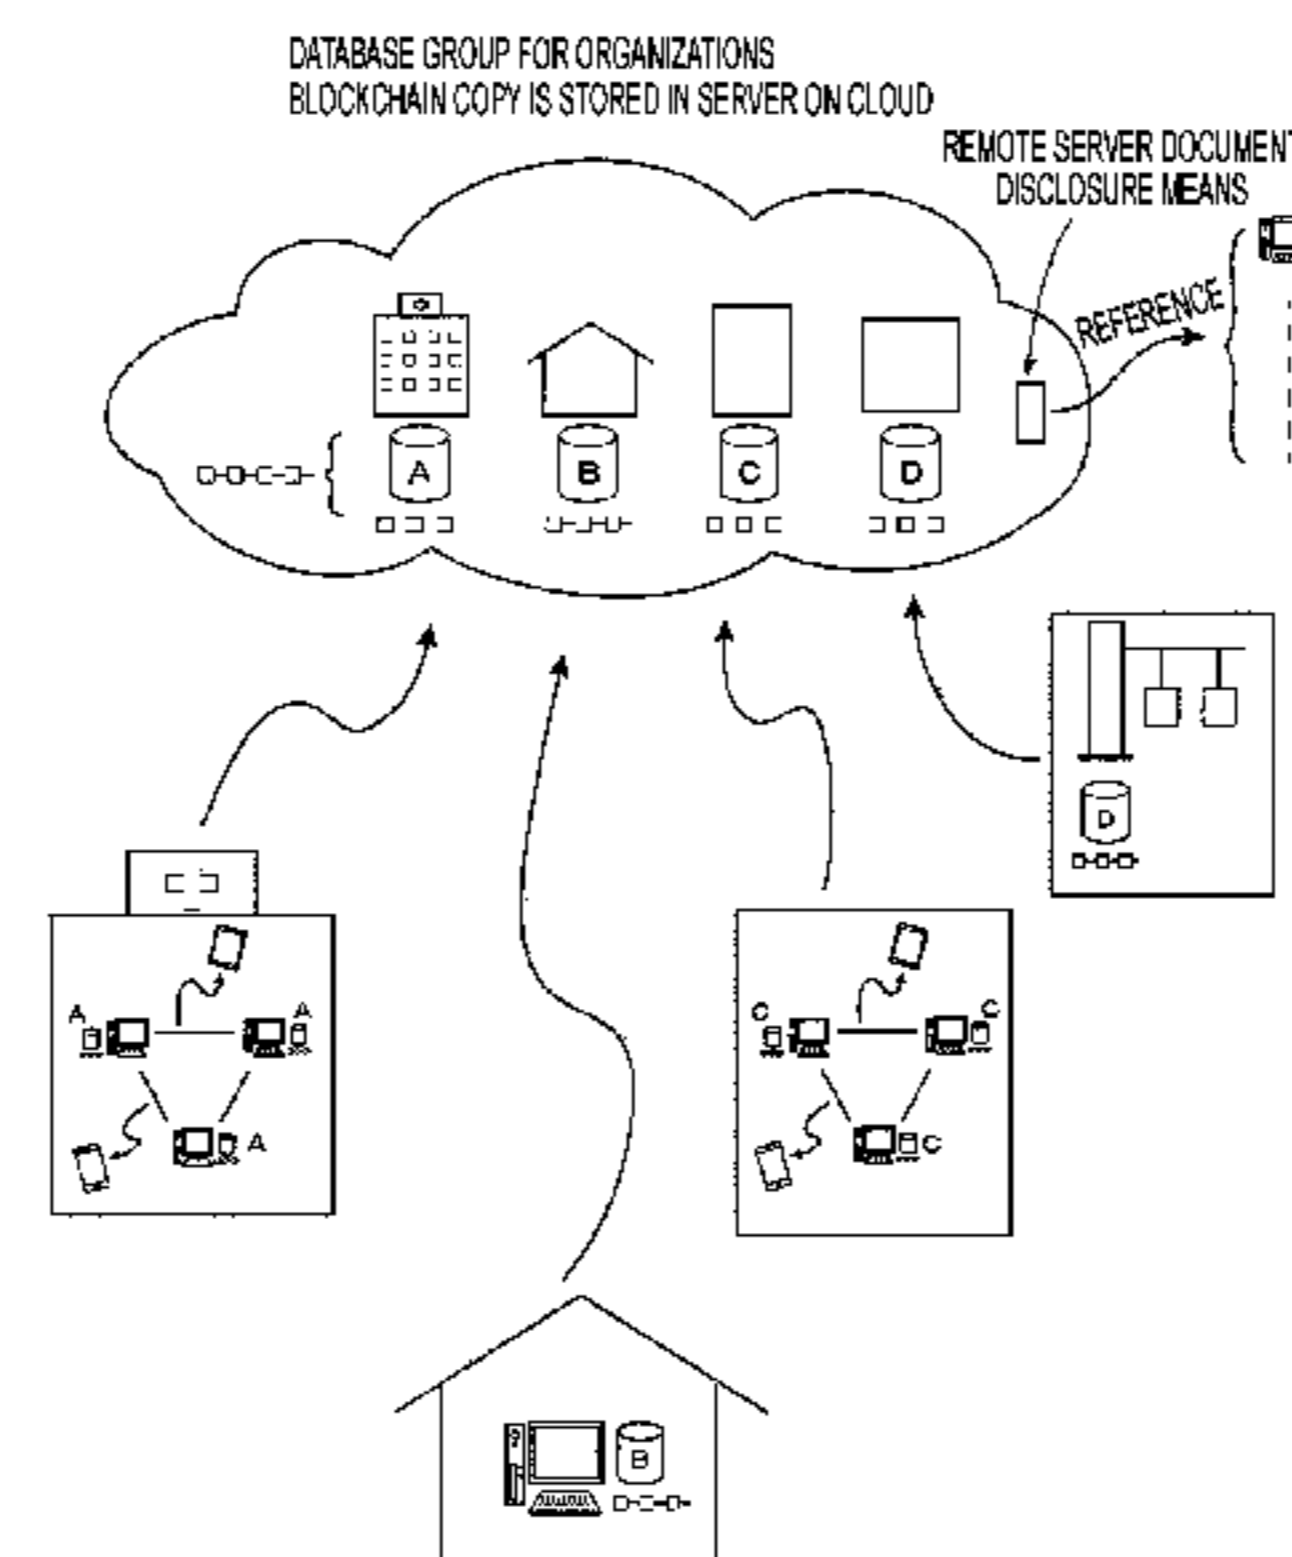 DATABASE GROUP FOR ORGANIZATIONS
BLOCKCHAIN COPY IS STORED IN SERVER ON CLOUD
REMOTE SERVER DOCUMENT
DISCLOSURE MEANS
REFERENCE
A
B
C
D
D
A
A
A
C
C
C
B